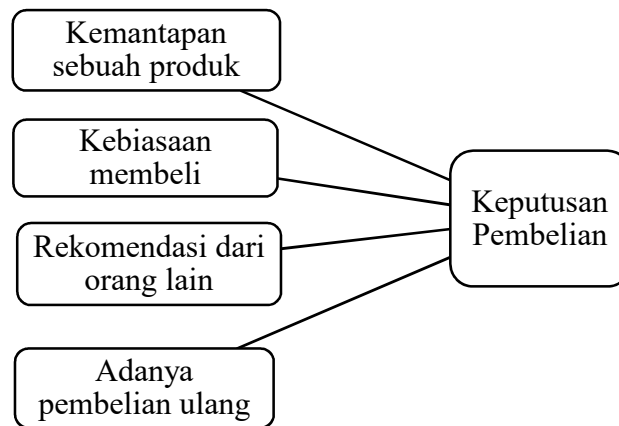 Kemantapan
sebuah produk
Kebiasaan
membeli
Rekomendasi dari
orang lain
Adanya
pembelian ulang
Keputusan
Pembelian